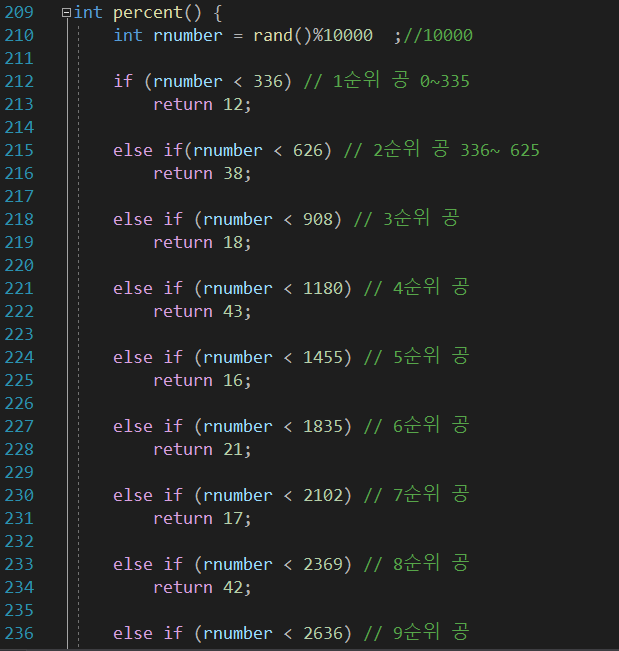 209 int percent() {
210 int rnumber = rand()%10000  ;//10000
211
212 if (rnumber < 336) // 1순위 공 0~335
213 return 12;
214
215 else if(rnumber < 626) // 2순위 공 336~ 625
216 return 38;
217
218 else if (rnumber < 908) // 3순위 공
219 return 18;
220
221 else if (rnumber < 1180) // 4순위 공
222 return 43;
223
224 else if (rnumber < 1455) // 5순위 공
225 return 16;
226
227 else if (rnumber < 1835) // 6순위 공
228 return 21;
229
230 else if (rnumber < 2102) // 7순위 공
231 return 17;
232
233 else if (rnumber < 2369) // 8순위 공
234 return 42;
235
236 else if (rnumber < 2636) // 9순위 공